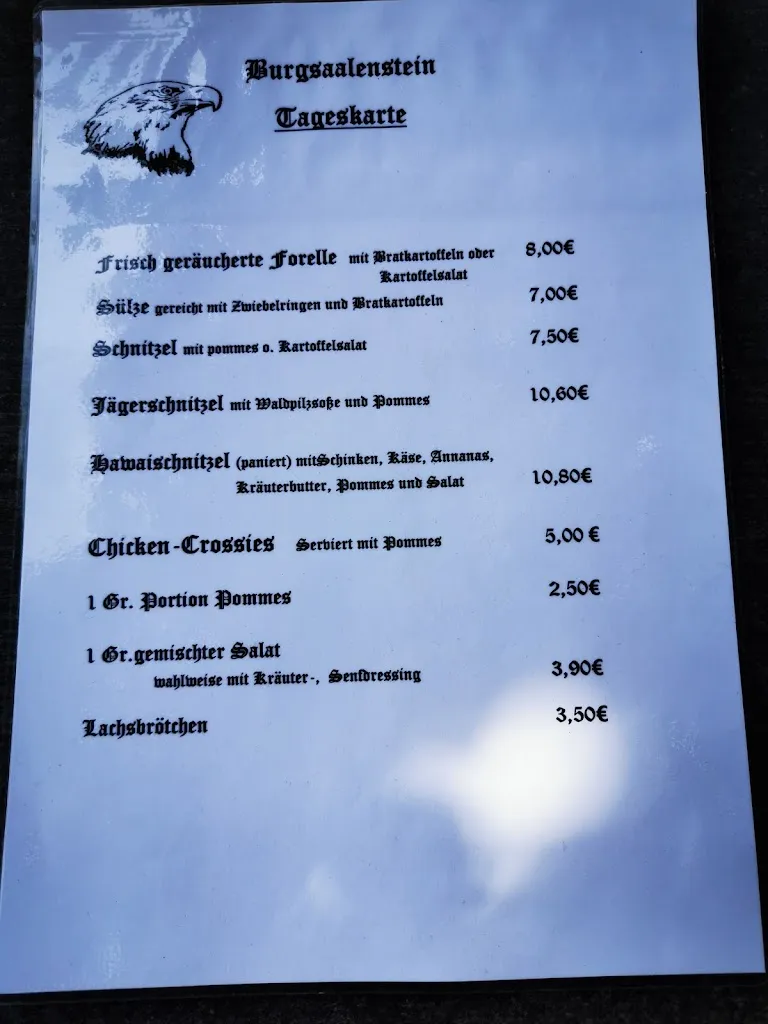 Burgsaalenstein
Tageskarte
Frisch geräucherte Forelle mit Bratkartoffeln oder 8,00€
Kartoffelsalat
Sülze gereicht mit Zwiebelringen und Bratkartoffeln 7,00€
Schnitzel mit pommes o. Kartoffelsalat 7,50€
Jägerschnitzel mit Waldpilzsoße und Pommes 10,60€
Hawaischnitzel (paniert) mitSchinken, Käse, Annanas,
Kräuterbutter, Pommes und Salat 10,80€
Chicken-Crossies Serviert mit Pommes 5,00 €
1 Gr. Portion Pommes 2,50€
1 Gr.gemischter Salat
wahlweise mit Kräuter-, Senfdressing 3,90€
Lachsbrötchen 3,50€